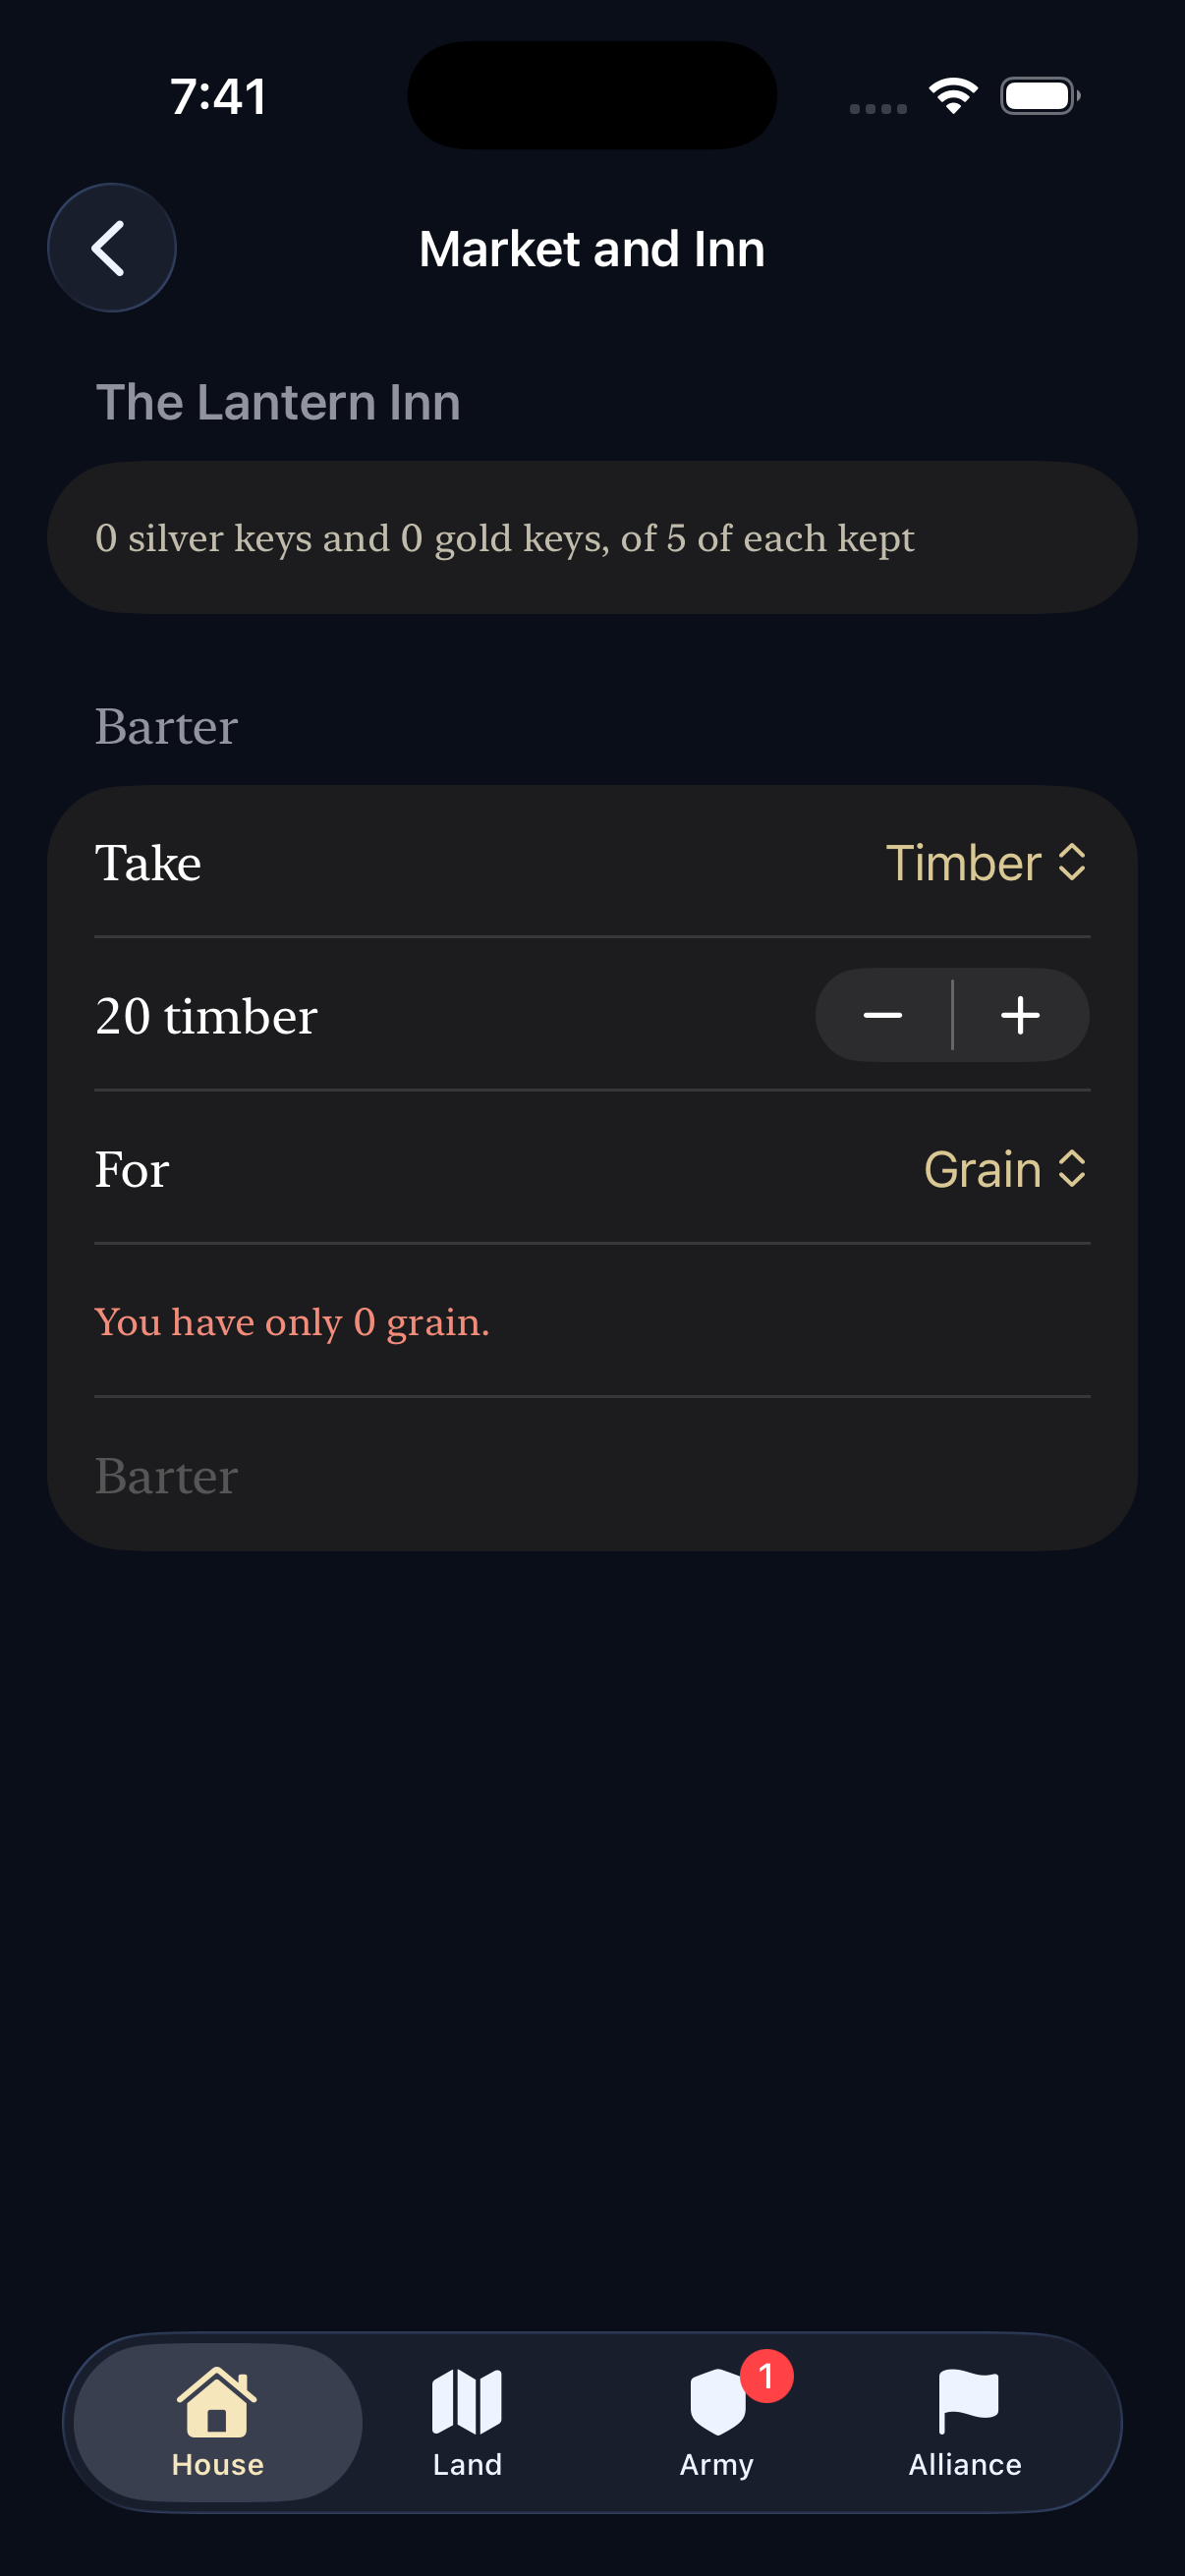 7:41
Market and Inn
The Lantern Inn
0 silver keys and 0 gold keys, of 5 of each kept
Barter
Take
Timber
20 timber
For
Grain
You have only 0 grain.
Barter
1
House
Land
Army
Alliance